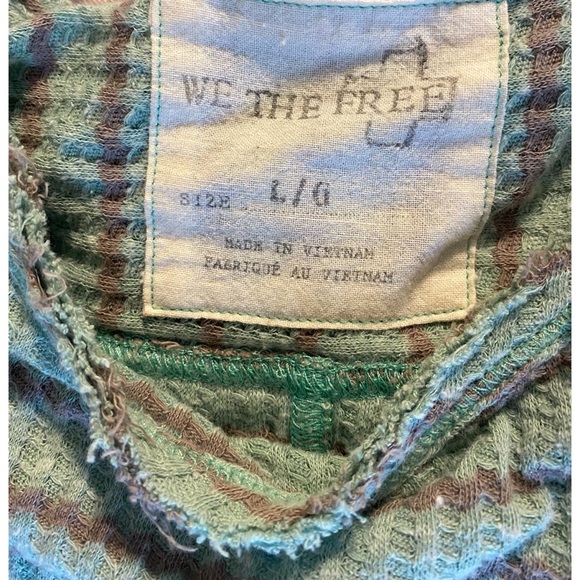 WE THE FREE
SIZE L/G
MADE IN VIETNAM
FABRIQUÉ AU VIETNAM